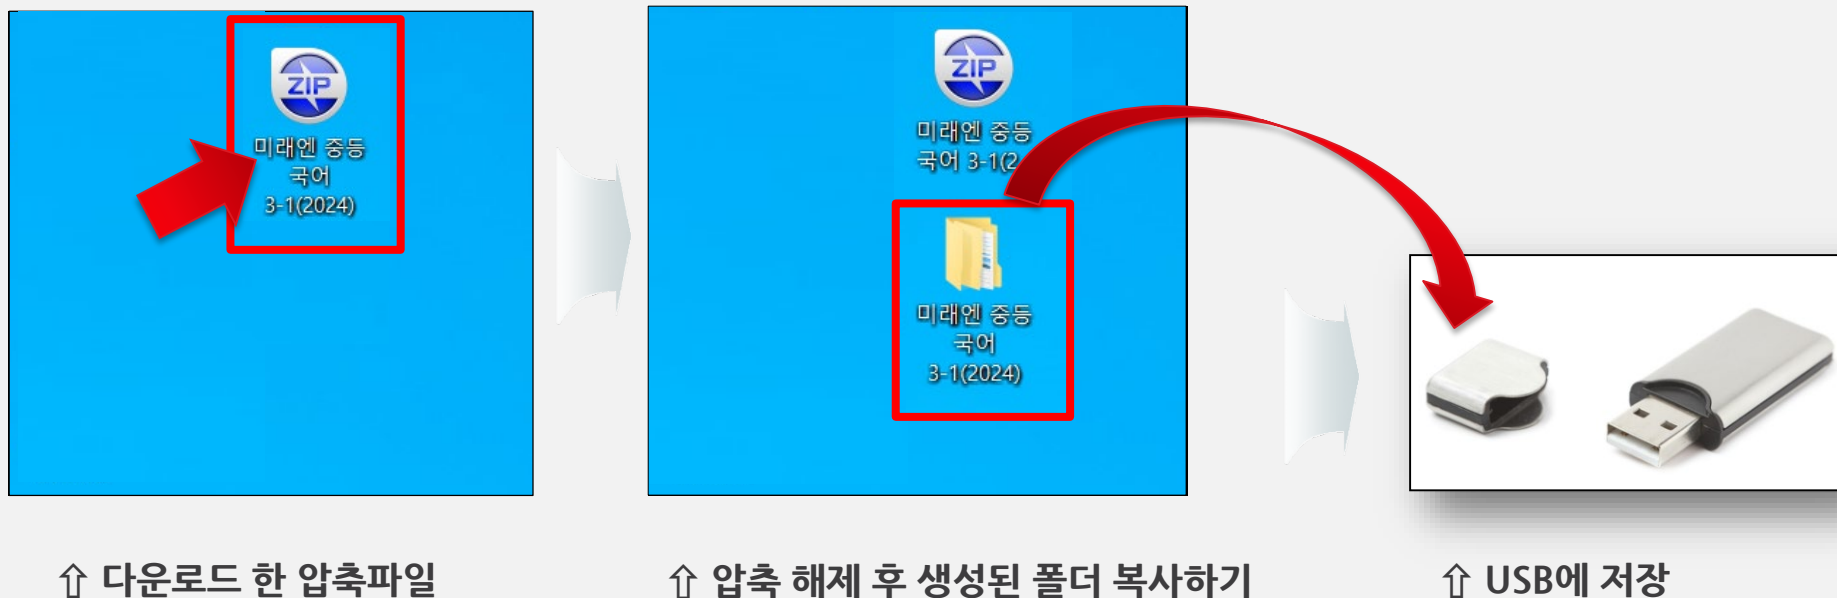 ZIP
미래엔 중등
국어
3-1(2024)
ZIP
미래엔 중등
국어 3-1(2
미래엔 중등
국어
3-1(2024)
⇧ 다운로드 한 압축파일
⇧ 압축 해제 후 생성된 폴더 복사하기
⇧ USB에 저장